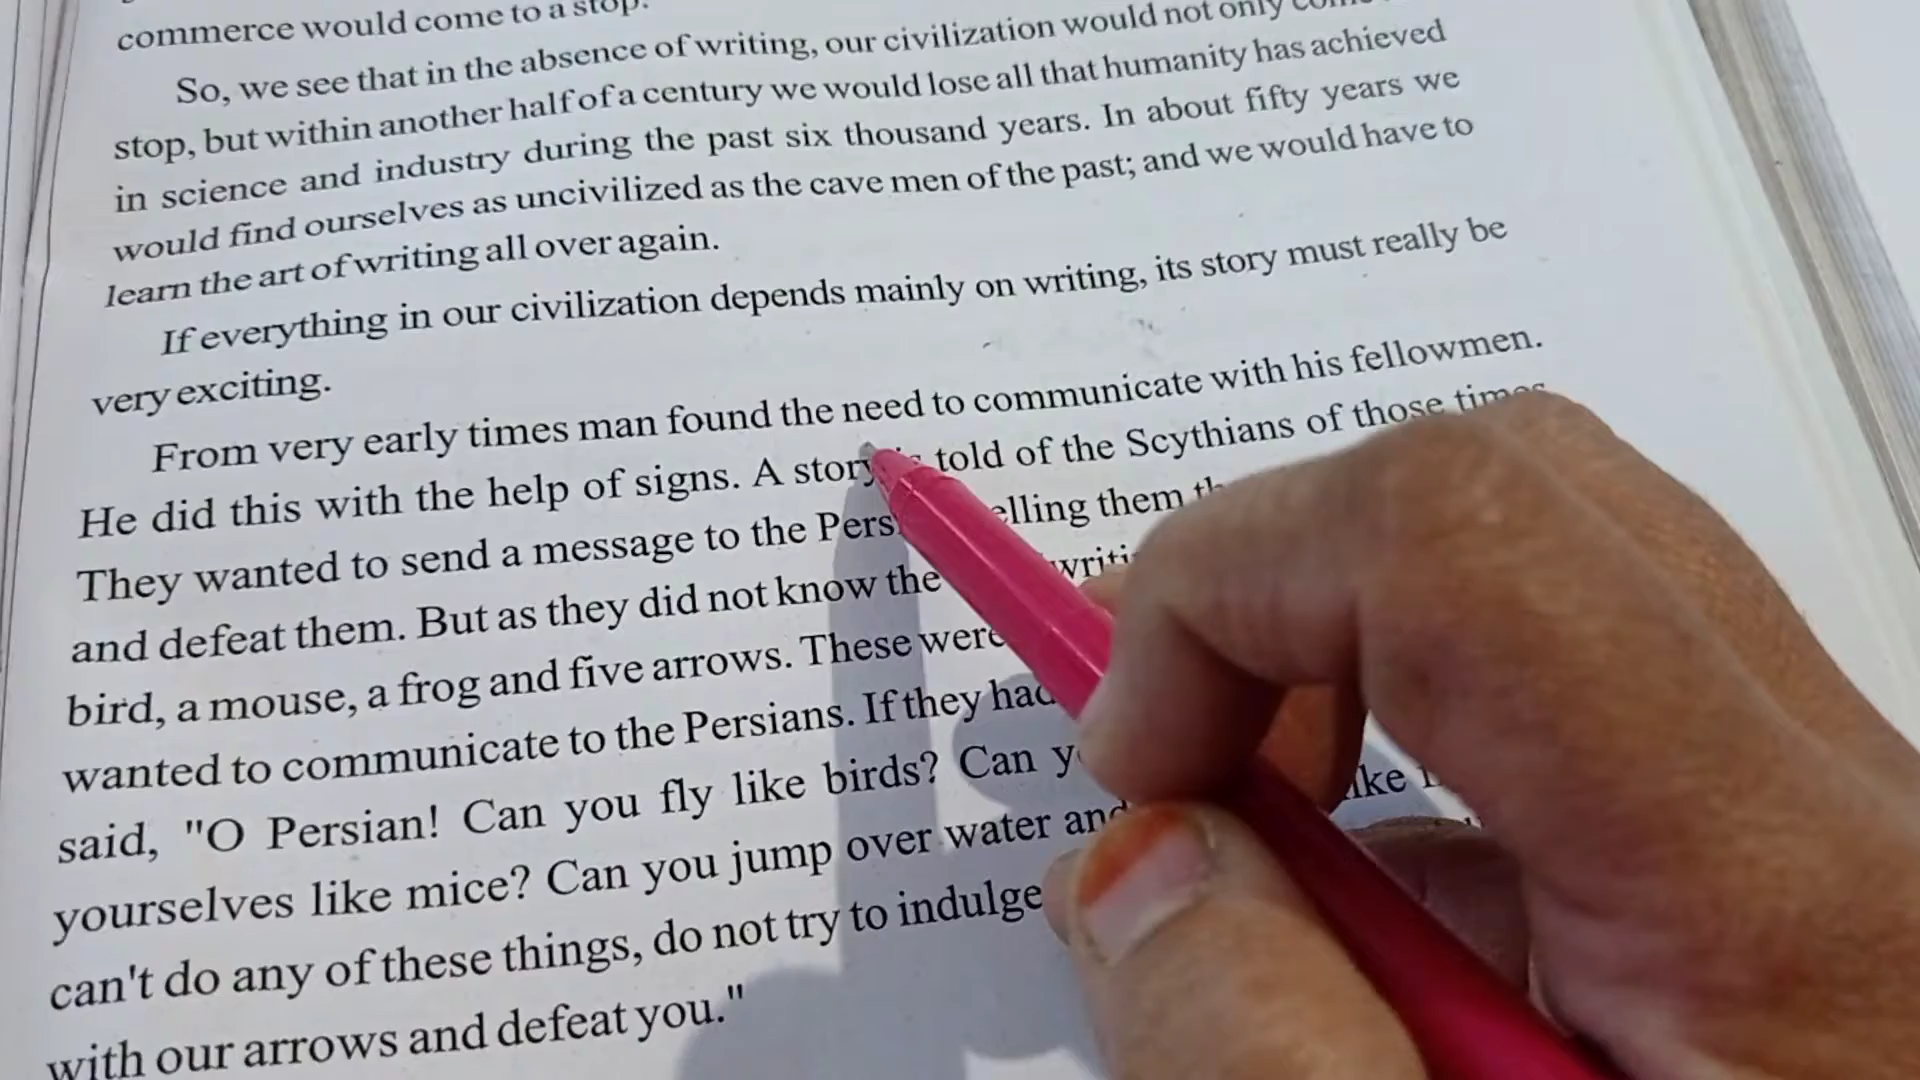 commerce would come to a stop.
So, we see that in the absence of writing, our civilization would not only
stop, but within another half of a century we would lose all that humanity has achieved
in science and industry during the past six thousand years. In about fifty years we
would find ourselves as uncivilized as the cave men of the past; and we would have to
learn the art of writing all over again.
If everything in our civilization depends mainly on writing, its story must really be
very exciting.
From very early times man found the need to communicate with his fellowmen.
He did this with the help of signs. A story told of the Scythians of those times
They wanted to send a message to the them
and defeat them. But as they did not know the
bird, a mouse, a frog and five arrows. These were
wanted to communicate to the Persians. If they had
said, "O Persian! Can you fly like birds? Can
yourselves like mice? Can you jump over water and
can't do any of these things, do not try to indulge
with our arrows and defeat you."